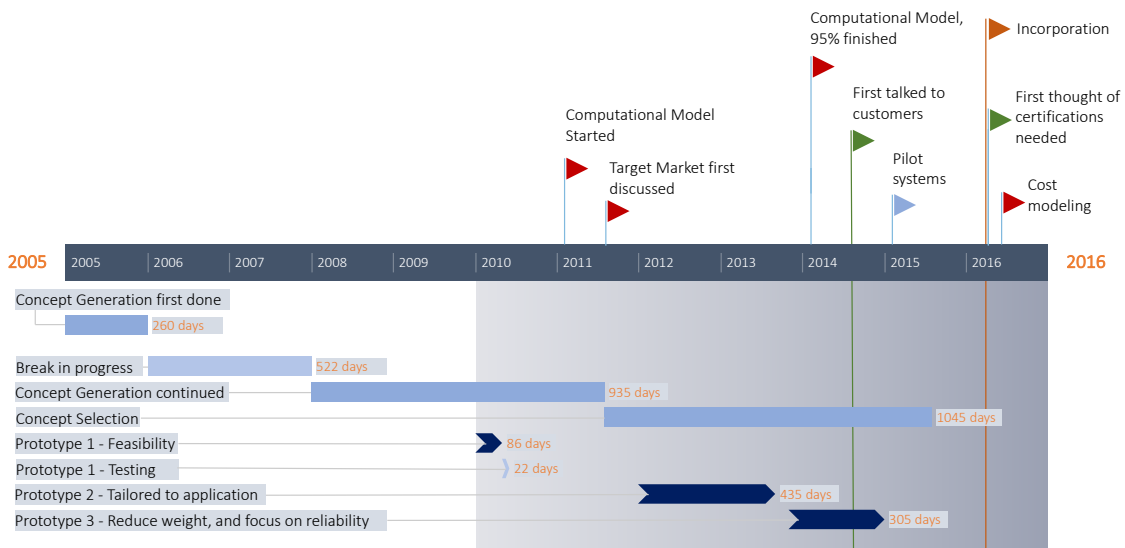 Computational Model,
95% finished
Incorporation
First talked to
customers
First thought of
certifications
needed
Computational Model
Started
Target Market first
discussed
Pilot
systems
Cost
modeling
2005 2005 2006 2007 2008 2009 2010 2011 2012 2013 2014 2015 2016 2016
Concept Generation first done
260 days
Break in progress 522 days
Concept Generation continued 935 days
Concept Selection 1045 days
Prototype 1 - Feasibility 86 days
Prototype 1 - Testing 22 days
Prototype 2 - Tailored to application 435 days
Prototype 3 - Reduce weight, and focus on reliability 305 days